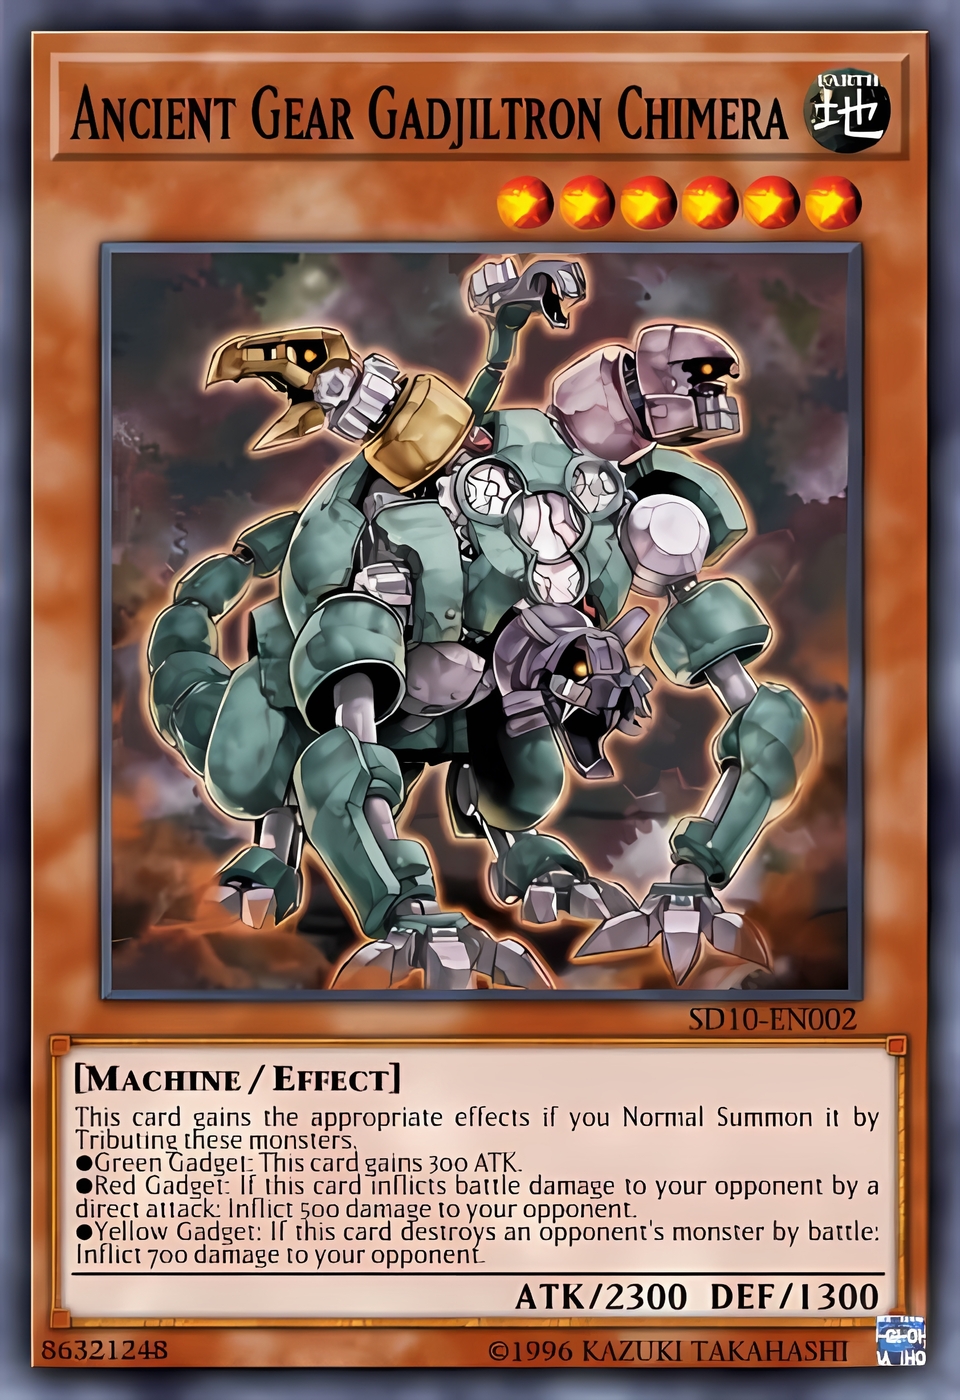 ANCIENT GEAR GADJILTRON CHIMERA
EARTH
地
SD10-EN002
[MACHINE / EFFECT]
This card gains the appropriate effects if you Normal Summon it by
Tributing these monsters.
●Green Gadget: This card gains 300 ATK.
●Red Gadget: If this card inflicts battle damage to your opponent by a
direct attack: Inflict 500 damage to your opponent.
●Yellow Gadget: If this card destroys an opponent's monster by battle:
Inflict 700 damage to your opponent.
ATK/2300 DEF/1300
86321248 ©1996 KAZUKI TAKAHASHI